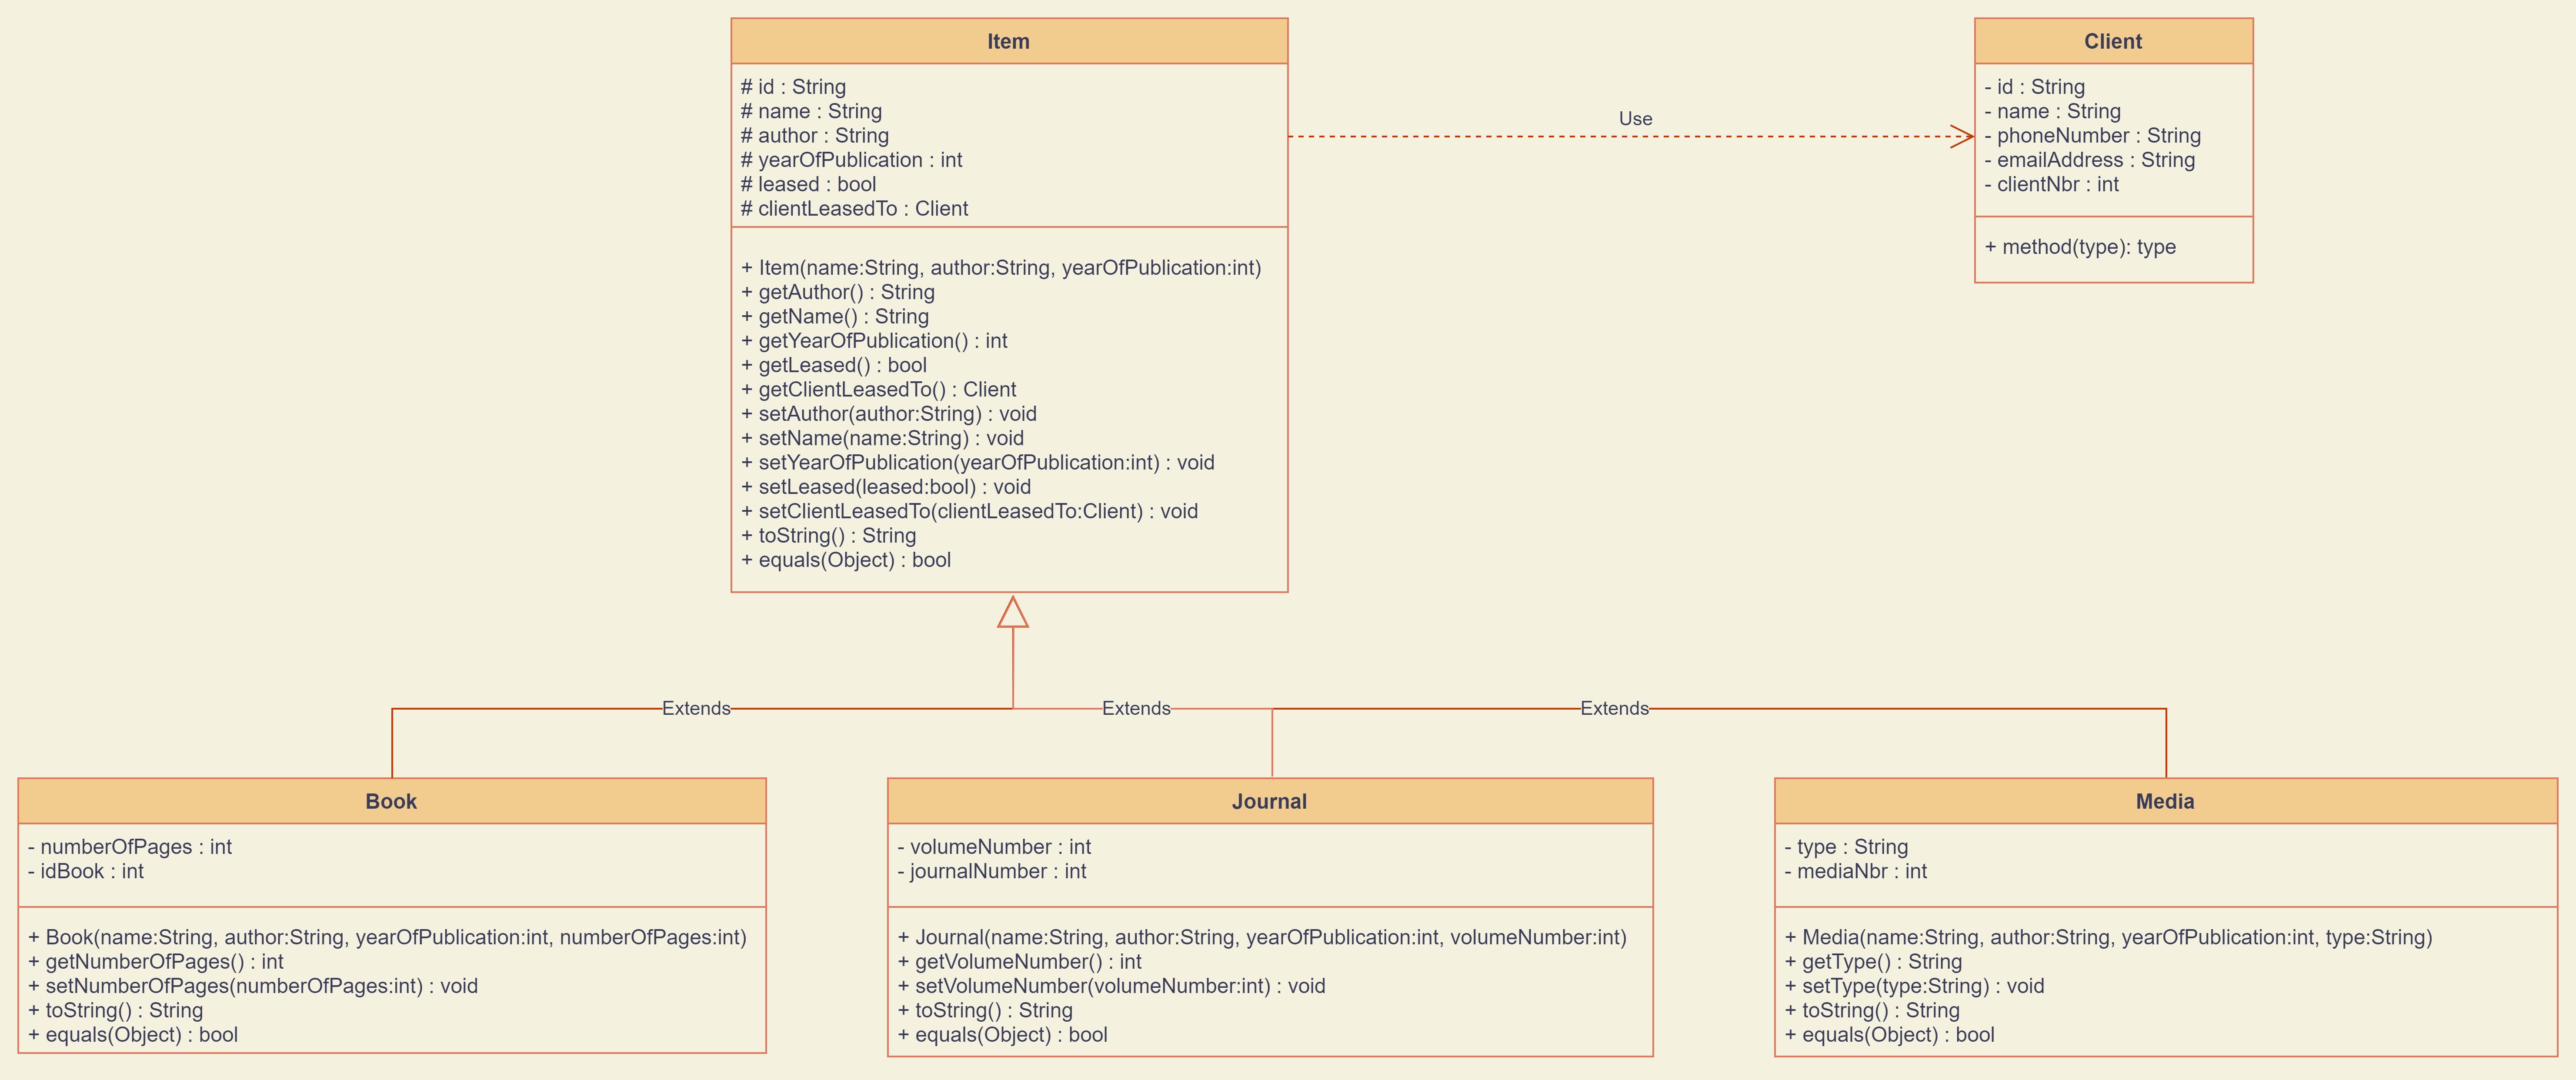 Item
# id : String
# name : String
# author : String
# yearOfPublication : int
# leased : bool
# clientLeasedTo : Client
+ Item(name:String, author:String, yearOfPublication:int)
+ getAuthor() : String
+ getName() : String
+ getYearOfPublication() : int
+ getLeased() : bool
+ getClientLeasedTo() : Client
+ setAuthor(author:String) : void
+ setName(name:String) : void
+ setYearOfPublication(yearOfPublication:int) : void
+ setLeased(leased:bool) : void
+ setClientLeasedTo(clientLeasedTo:Client) : void
+ toString() : String
+ equals(Object) : bool
Use
Client
- id : String
- name : String
- phoneNumber : String
- emailAddress : String
- clientNbr : int
+ method(type): type
Extends
Extends
Extends
Book
- numberOfPages : int
- idBook : int
+ Book(name:String, author:String, yearOfPublication:int, numberOfPages:int)
+ getNumberOfPages() : int
+ setNumberOfPages(numberOfPages:int) : void
+ toString() : String
+ equals(Object) : bool
Journal
- volumeNumber : int
- journalNumber : int
+ Journal(name:String, author:String, yearOfPublication:int, volumeNumber:int)
+ getVolumeNumber() : int
+ setVolumeNumber(volumeNumber:int) : void
+ toString() : String
+ equals(Object) : bool
Media
- type : String
- mediaNbr : int
+ Media(name:String, author:String, yearOfPublication:int, type:String)
+ getType() : String
+ setType(type:String) : void
+ toString() : String
+ equals(Object) : bool